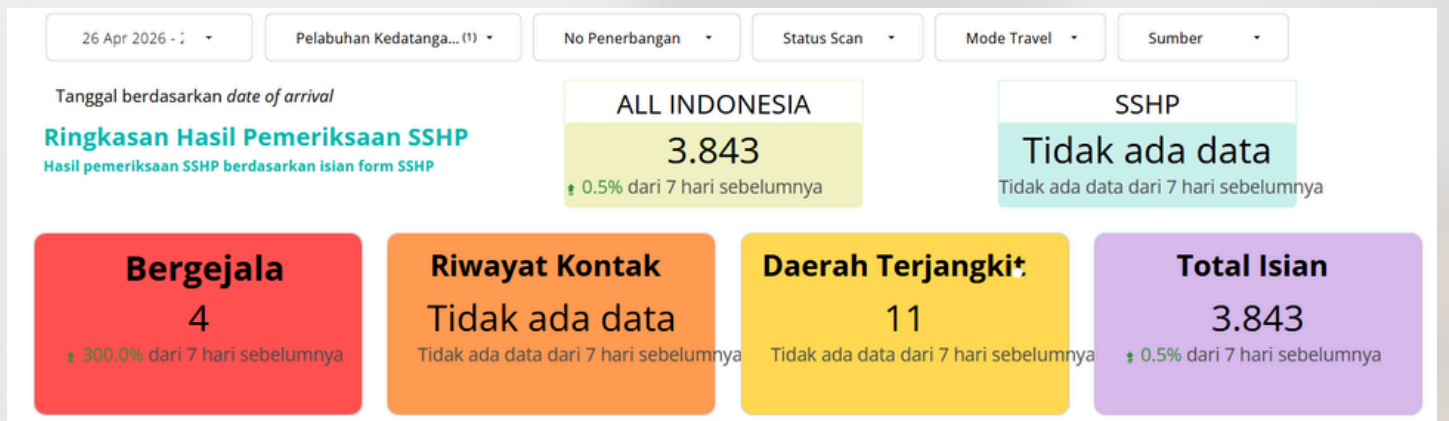 26 Apr 2026 - 
Pelabuhan Kedatanga... (1)
No Penerbangan
Status Scan
Mode Travel
Sumber
Tanggal berdasarkan date of arrival
Ringkasan Hasil Pemeriksaan SSHP
Hasil pemeriksaan SSHP berdasarkan isian form SSHP
ALL INDONESIA
3.843
0.5% dari 7 hari sebelumnya
SSHP
Tidak ada data
Tidak ada data dari 7 hari sebelumnya
Bergejala
4
300.0% dari 7 hari sebelumnya
Riwayat Kontak
Tidak ada data
Tidak ada data dari 7 hari sebelumnya
Daerah Terjangkit
11
Tidak ada data dari 7 hari sebelumnya
Total Isian
3.843
0.5% dari 7 hari sebelumnya